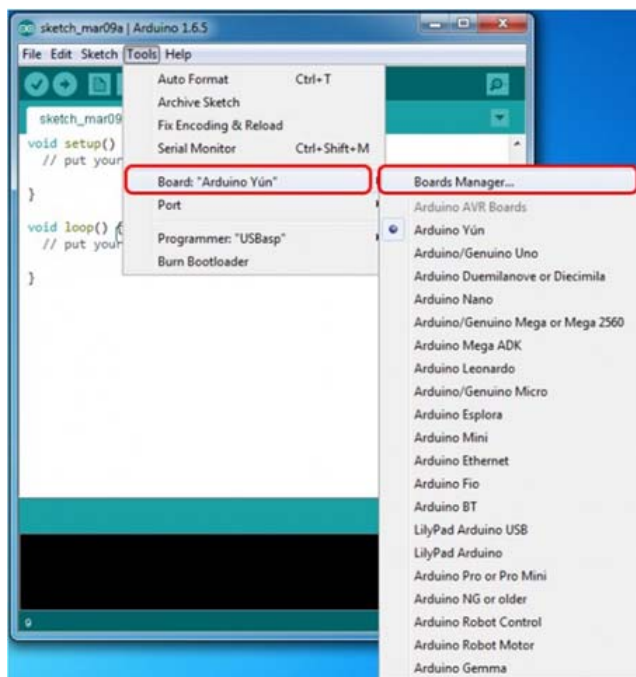 sketch_mar09a | Arduino 1.6.5
File Edit Sketch Tools Help
sketch_mar09
void setup()
// put your
}
void loop() {
// put your
}
Auto Format Ctrl+T
Archive Sketch
Fix Encoding & Reload
Serial Monitor Ctrl+Shift+M
Board: "Arduino Yún"
Port
Programmer: "USBasp"
Burn Bootloader
Boards Manager...
Arduino AVR Boards
Arduino Yún
Arduino/Genuino Uno
Arduino Duemilanove or Diecimila
Arduino Nano
Arduino/Genuino Mega or Mega 2560
Arduino Mega ADK
Arduino Leonardo
Arduino/Genuino Micro
Arduino Esplora
Arduino Mini
Arduino Ethernet
Arduino Fio
Arduino BT
LilyPad Arduino USB
LilyPad Arduino
Arduino Pro or Pro Mini
Arduino NG or older
Arduino Robot Control
Arduino Robot Motor
Arduino Gemma
9